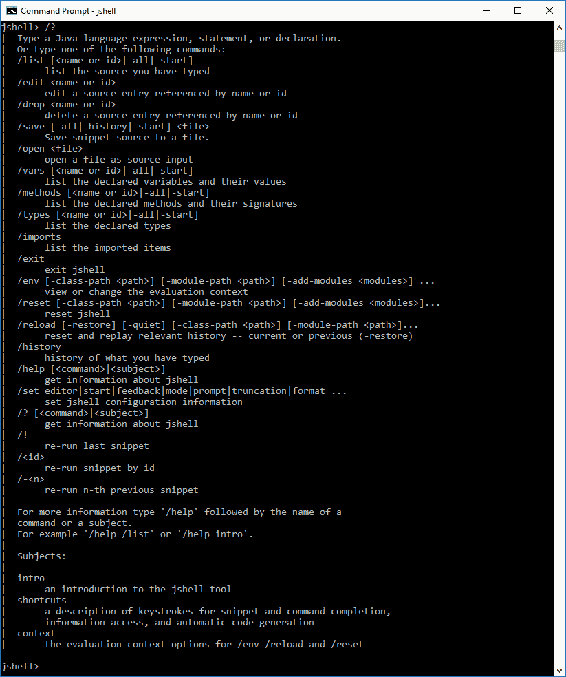 Command Prompt - jshell
jshell> /?
| Type a Java language expression, statement, or declaration.
| Or type one of the following commands:
| /list [<name or id>|-all|-start]
| list the source you have typed
| /edit <name or id>
| edit a source entry referenced by name or id
| /drop <name or id>
| delete a source entry referenced by name or id
| /save [-all|-history|-start] <file>
| Save snippet source to a file.
| /open <file>
| open a file as source input
| /vars [<name or id>|-all|-start]
| list the declared variables and their values
| /methods [<name or id>|-all|-start]
| list the declared methods and their signatures
| /types [<name or id>|-all|-start]
| list the declared types
| /imports
| list the imported items
| /exit
| exit jshell
| /env [-class-path <path>] [-module-path <path>] [-add-modules <modules>] ...
| view or change the evaluation context
| /reset [-class-path <path>] [-module-path <path>] [-add-modules <modules>]...
| reset jshell
| /reload [-restore] [-quiet] [-class-path <path>] [-module-path <path>]...
| reset and replay relevant history -- current or previous (-restore)
| /history
| history of what you have typed
| /help [<command>|<subject>]
| get information about jshell
| /set editor|start|feedback|mode|prompt|truncation|format ...
| set jshell configuration information
| /? [<command>|<subject>]
| get information about jshell
| /!
| re-run last snippet
| /<id>
| re-run snippet by id
| /-<n>
| re-run n-th previous snippet
|
| For more information type '/help' followed by the name of a
| command or a subject.
| For example '/help /list' or '/help intro'.
|
| Subjects:
|
| intro
| an introduction to the jshell tool
| shortcuts
| a description of keystrokes for snippet and command completion,
| information access, and automatic code generation
| context
| the evaluation context options for /env /reload and /reset
jshell>